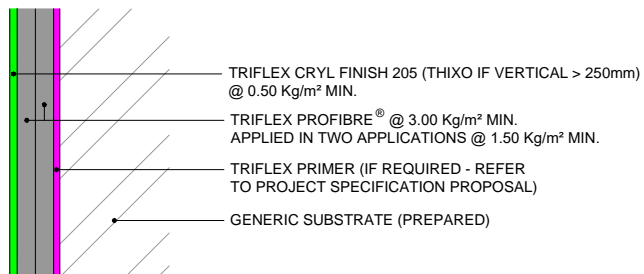 TRIFLEX CRYL FINISH 205 (THIXO IF VERTICAL > 250mm)
@ 0.50 Kg/m² MIN.
TRIFLEX PROFIBRE® @ 3.00 Kg/m² MIN.
APPLIED IN TWO APPLICATIONS @ 1.50 Kg/m² MIN.
TRIFLEX PRIMER (IF REQUIRED - REFER
TO PROJECT SPECIFICATION PROPOSAL)
GENERIC SUBSTRATE (PREPARED)